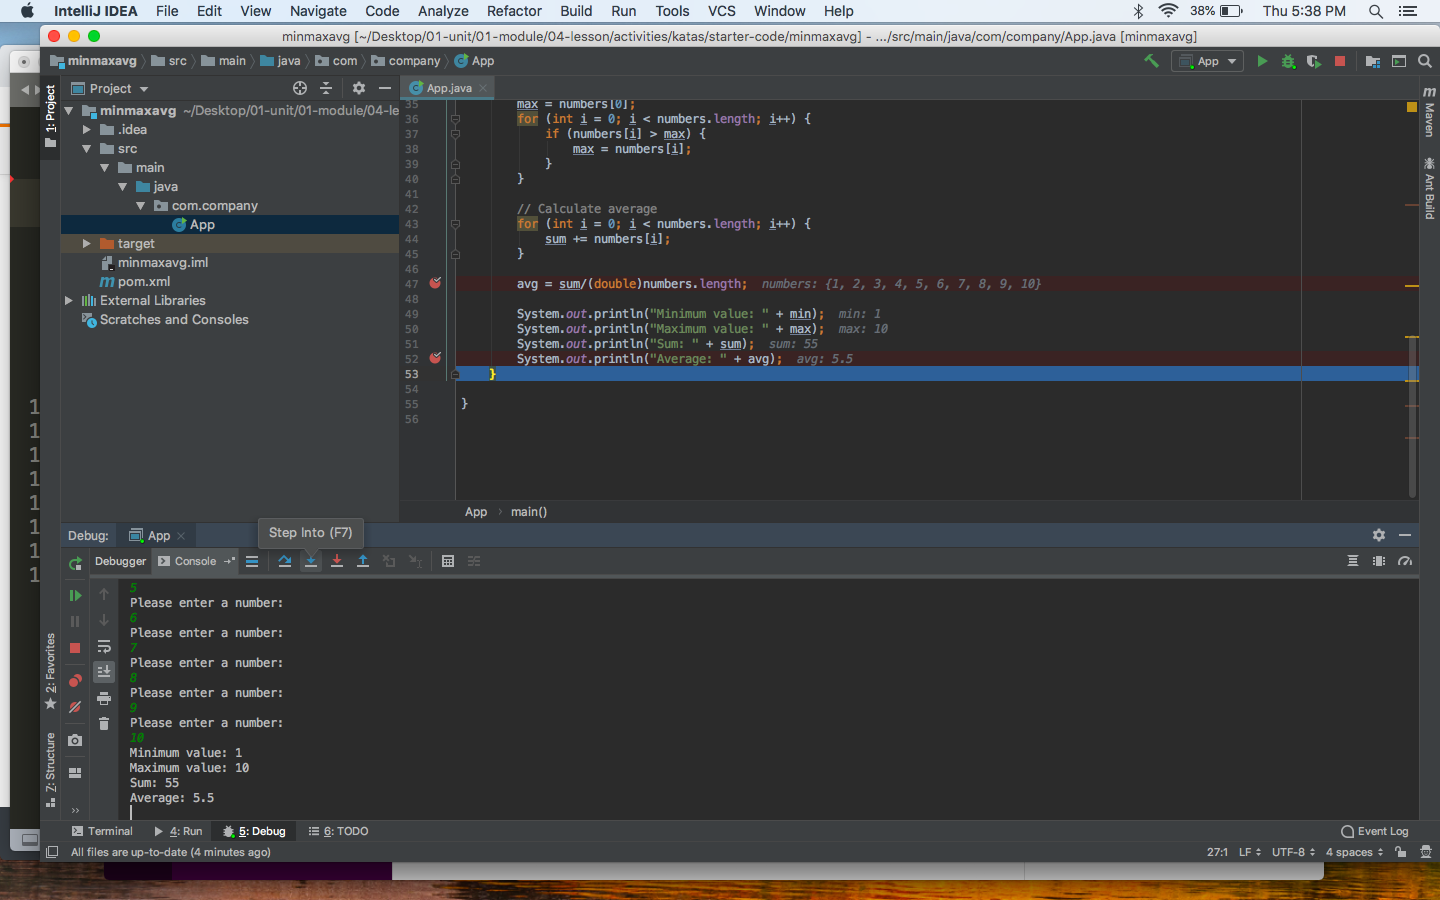 IntelliJ IDEA File Edit View Navigate Code Analyze Refactor Build Run Tools VCS Window Help 38% Thu 5:38 PM
minmaxavg [~/Desktop/01-unit/01-module/04-lesson/activities/katas/starter-code/minmaxavg] - .../src/main/java/com/company/App.java [minmaxavg]
minmaxavg src main java com company App App
Project App.java
1: Project
minmaxavg ~/Desktop/01-unit/01-module/04-le
.idea
src
main
java
com.company
App
target
minmaxavg.iml
pom.xml
External Libraries
Scratches and Consoles
35 max = numbers[0];
36 for (int i = 0; i < numbers.length; i++) {
37 if (numbers[i] > max) {
38 max = numbers[i];
39 }
40 }
41
42 // Calculate average
43 for (int i = 0; i < numbers.length; i++) {
44 sum += numbers[i];
45 }
46
47 avg = sum/(double)numbers.length; numbers: {1, 2, 3, 4, 5, 6, 7, 8, 9, 10}
48
49 System.out.println("Minimum value: " + min); min: 1
50 System.out.println("Maximum value: " + max); max: 10
51 System.out.println("Sum: " + sum); sum: 55
52 System.out.println("Average: " + avg); avg: 5.5
53 }
54
55 }
56
m Maven
Ant Build
App main()
1
1
1
1
1
1
1
1
Debug: App
Step Into (F7)
Debugger Console
2: Favorites
7: Structure
5
Please enter a number:
6
Please enter a number:
7
Please enter a number:
8
Please enter a number:
9
Please enter a number:
10
Minimum value: 1
Maximum value: 10
Sum: 55
Average: 5.5
Terminal 4: Run 5: Debug 6: TODO Event Log
All files are up-to-date (4 minutes ago) 27:1 LF UTF-8 4 spaces